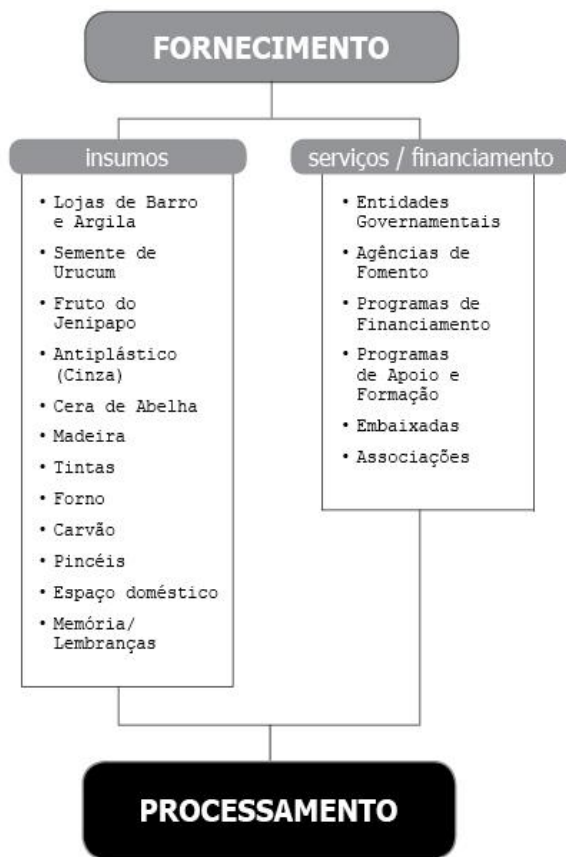 FORNECIMENTO
insumos
• Lojas de Barro
e Argila
• Semente de
Urucum
• Fruto do
Jenipapo
• Antiplástico
(Cinza)
• Cera de Abelha
• Madeira
• Tintas
• Forno
• Carvão
• Pincéis
• Espaço doméstico
• Memória/
Lembranças
serviços / financiamento
• Entidades
Governamentais
• Agências de
Fomento
• Programas de
Financiamento
• Programas
de Apoio e
Formação
• Embaixadas
• Associações
PROCESSAMENTO